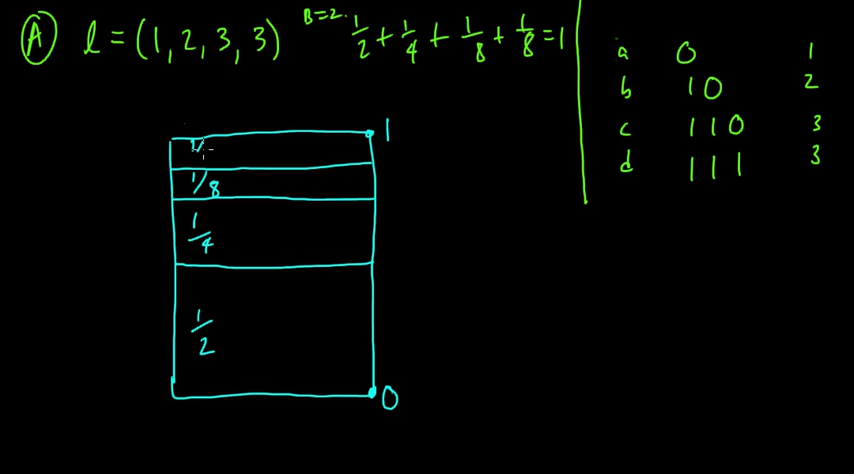 A l = (1, 2, 3, 3) B=2. 1/2 + 1/4 + 1/8 + 1/8 = 1
a 0 1
b 10 2
c 110 3
d 111 3
1
1/
1/8
1/4
1/2
0